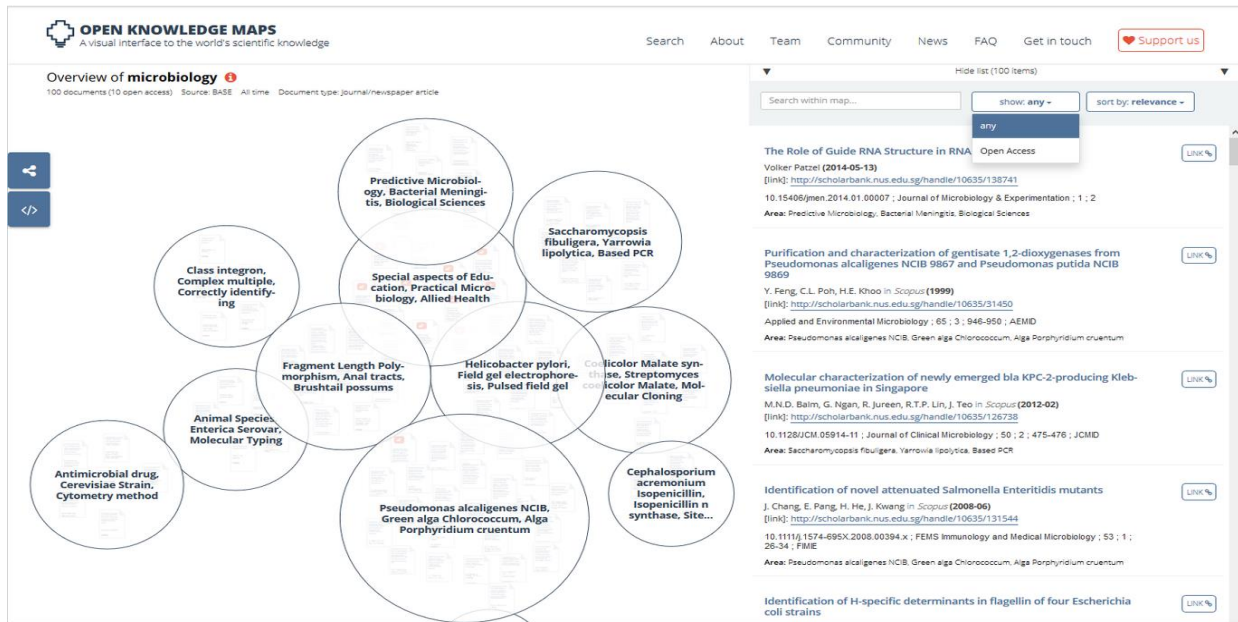 OPEN KNOWLEDGE MAPS
A visual interface to the world's scientific knowledge
Search About Team Community News FAQ Get in touch Support us
Overview of microbiology
100 documents (10 open access) Source: BASE All time Document type: Journal/newspaper article
Predictive Microbiol-
ogy, Bacterial Meningi-
tis, Biological Sciences
Saccharomycopsis
fibuligera, Yarrowia
lipolytica, Based PCR
Class integron,
Complex multiple,
Correctly identify-
ing
Special aspects of Edu-
cation, Practical Micro-
biology, Allied Health
Fragment Length Poly-
morphism, Anal tracts,
Brushtail possums
Helicobacter pylori,
Field gel electrophore-
sis, Pulsed field gel
Coelicolor Malate syn-
thase, Streptomyces
coelicolor Malate, Mol-
ecular Cloning
Animal Species,
Enterica Serovar,
Molecular Typing
Antimicrobial drug,
Cerevisiae Strain,
Cytometry method
Pseudomonas alcaligenes NCIB,
Green alga Chlorococcum, Alga
Porphyridium cruentum
Cephalosporium
acremonium
Isopenicillin,
Isopenicillin n
synthase, Site...
Hide list (100 items)
Search within map...
show: any
sort by: relevance
any
Open Access
The Role of Guide RNA Structure in RNA
LINK
Volker Patzel (2014-05-13)
[link]: http://scholarbank.nus.edu.sg/handle/10635/138741
10.15406/jmen.2014.01.00007 ; Journal of Microbiology & Experimentation ; 1 ; 2
Area: Predictive Microbiology, Bacterial Meningitis, Biological Sciences
Purification and characterization of gentisate 1,2-dioxygenases from
Pseudomonas alcaligenes NCIB 9867 and Pseudomonas putida NCIB
9869
LINK
Y. Feng, C.L. Poh, H.E. Khoo in Scopus (1999)
[link]: http://scholarbank.nus.edu.sg/handle/10635/31450
Applied and Environmental Microbiology ; 65 ; 3 ; 946-950 ; AEMID
Area: Pseudomonas alcaligenes NCIB, Green alga Chlorococcum, Alga Porphyridium cruentum
Molecular characterization of newly emerged bla KPC-2-producing Kleb-
siella pneumoniae in Singapore
LINK
M.N.D. Balm, G. Ngan, R. Jureen, R.T.P. Lin, J. Teo in Scopus (2012-02)
[link]: http://scholarbank.nus.edu.sg/handle/10635/126738
10.1128/JCM.05914-11 ; Journal of Clinical Microbiology ; 50 ; 2 ; 475-476 ; JCMID
Area: Saccharomycopsis fibuligera, Yarrowia lipolytica, Based PCR
Identification of novel attenuated Salmonella Enteritidis mutants
LINK
J. Chang, E. Pang, H. He, J. Kwang in Scopus (2008-06)
[link]: http://scholarbank.nus.edu.sg/handle/10635/131544
10.1111/j.1574-695X.2008.00394.x ; FEMS Immunology and Medical Microbiology ; 53 ; 1 ;
26-34 ; FIMIE
Area: Pseudomonas alcaligenes NCIB, Green alga Chlorococcum, Alga Porphyridium cruentum
Identification of H-specific determinants in flagellin of four Escherichia
coli strains
LINK